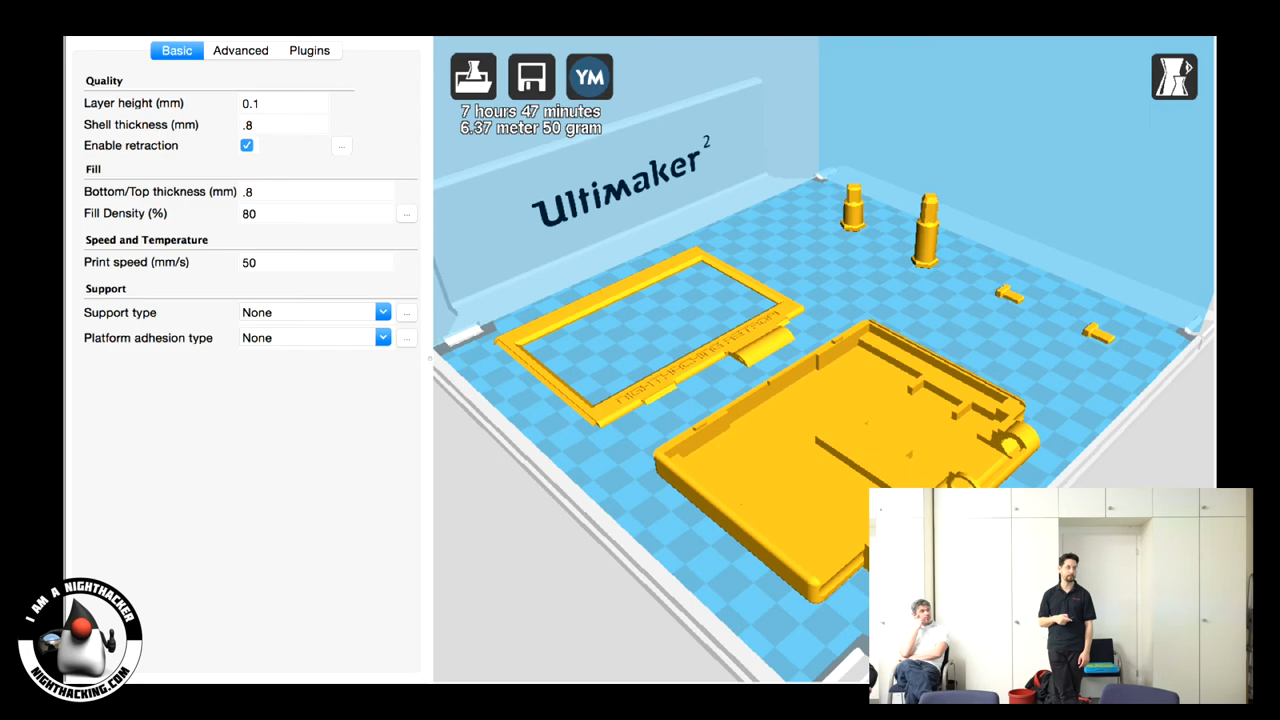 Basic Advanced Plugins
Quality
Layer height (mm) 0.1
Shell thickness (mm) .8
Enable retraction ...
Fill
Bottom/Top thickness (mm) .8
Fill Density (%) 80 ...
Speed and Temperature
Print speed (mm/s) 50
Support
Support type None ...
Platform adhesion type None ...
YM
7 hours 47 minutes
6.37 meter 50 gram
Ultimaker2
I AM A NIGHTHACKER
NIGHTHACKING.COM